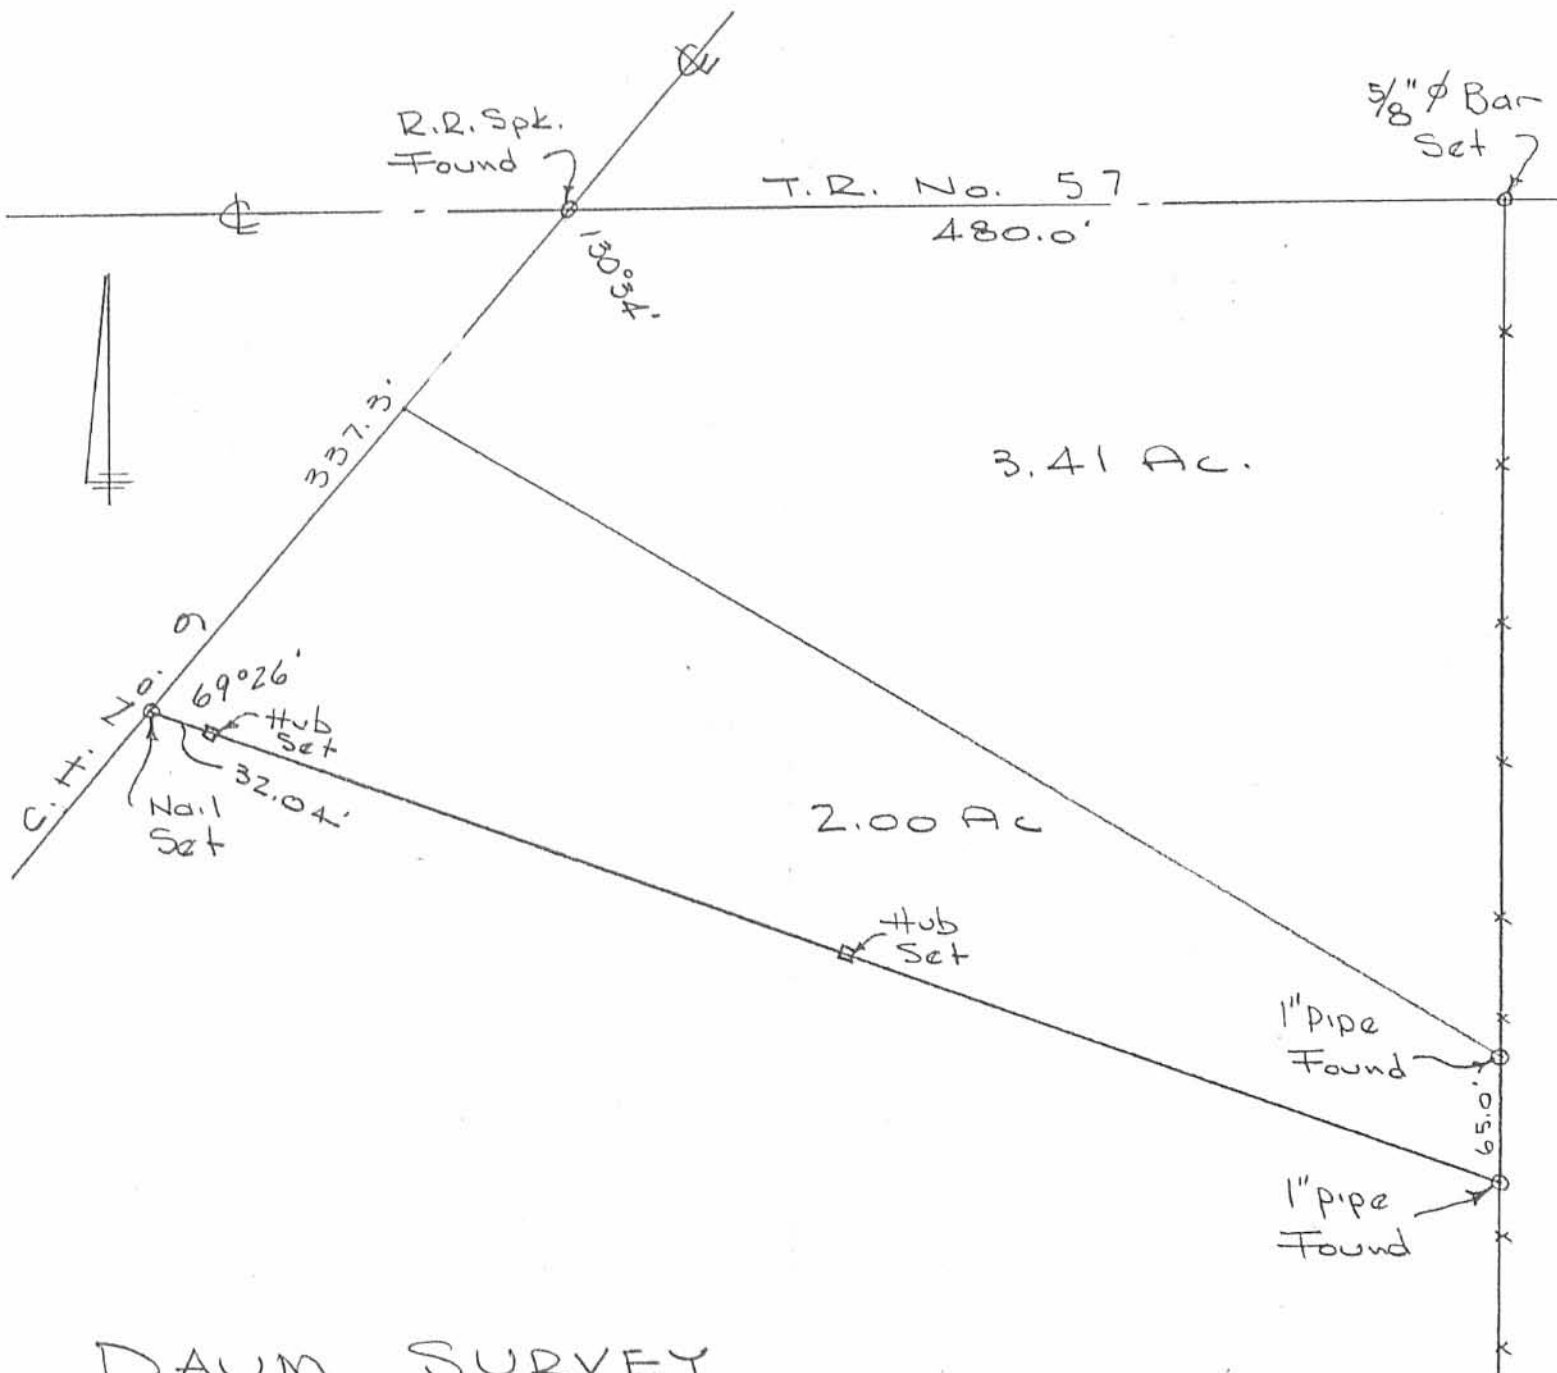 ℄
R.R. Spk.
Found
5/8" ϕ Bar
Set
℄
T.R. No. 57
480.0'
130°34'
337.3'
3.41 Ac.
C.H. No. 9
69°26'
Hub
Set
32.04'
Nail
Set
2.00 Ac
Hub
Set
1" pipe
Found
65.0'
1" pipe
Found
DAUM SURVEY